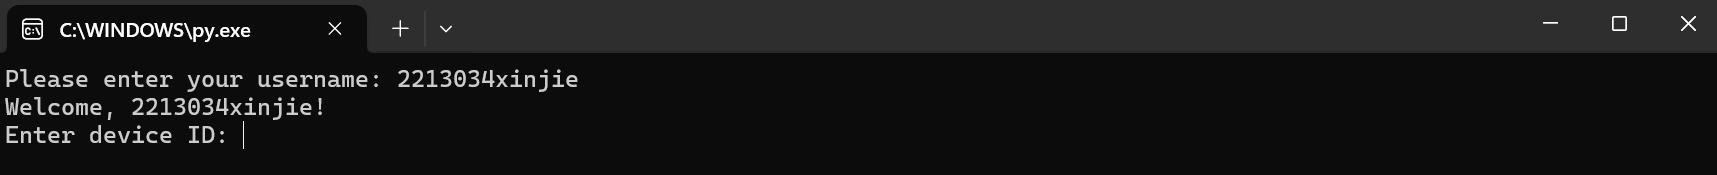 C:\WINDOWS\py.exe
Please enter your username: 2213034xinjie
Welcome, 2213034xinjie!
Enter device ID: